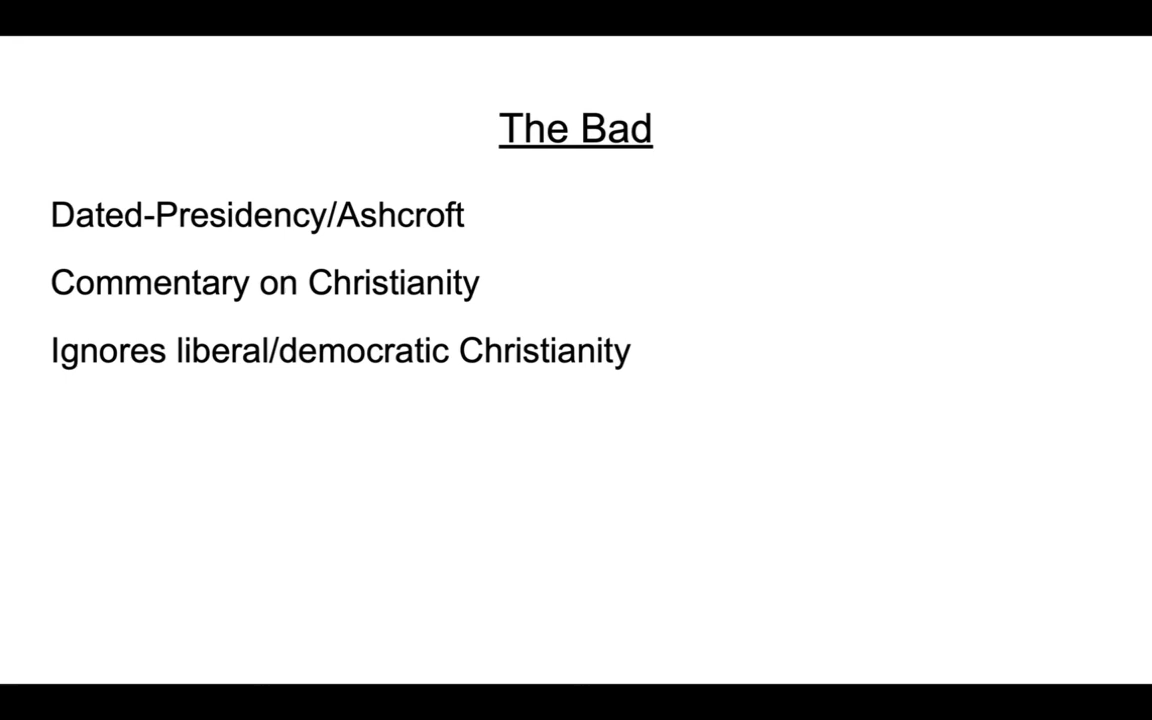 The Bad
Dated-Presidency/Ashcroft
Commentary on Christianity
Ignores liberal/democratic Christianity